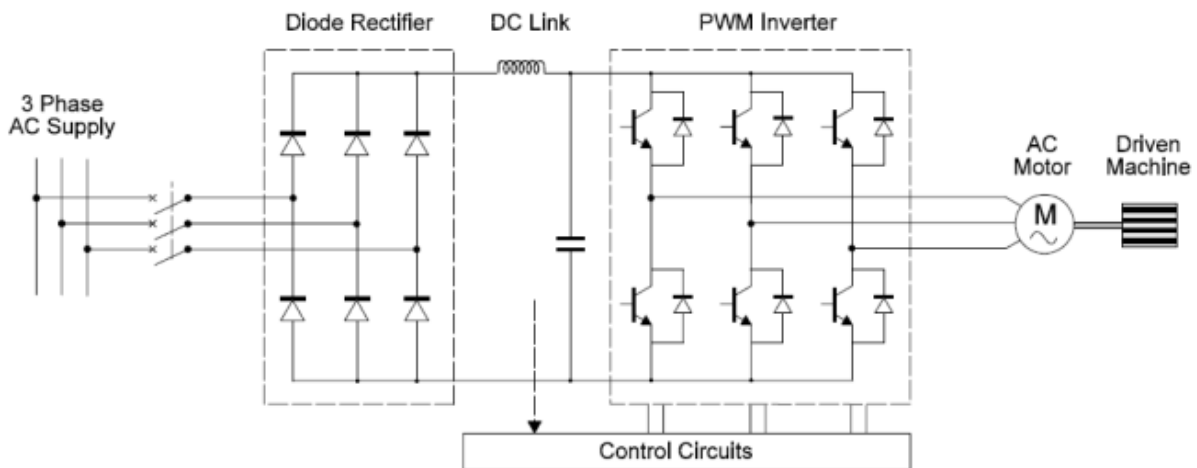 Diode Rectifier
DC Link
PWM Inverter
3 Phase
AC Supply
AC
Motor
Driven
Machine
M
Control Circuits